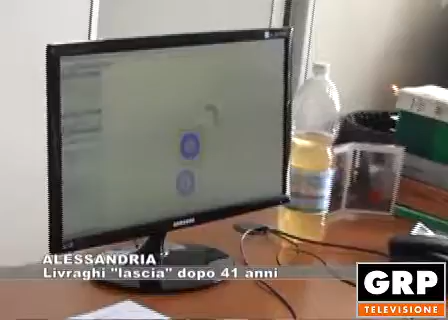 SAMSUNG
ALESSANDRIA
Livraghi "lascia" dopo 41 anni
GRP
TELEVISIONE